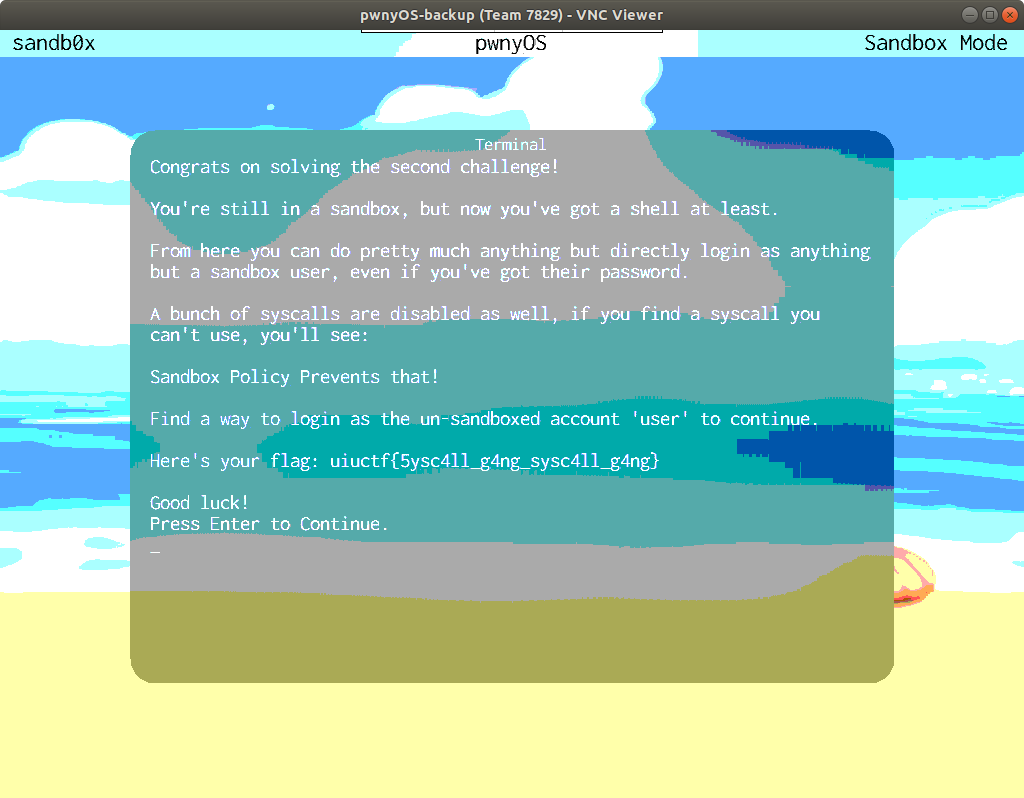 pwnyOS-backup (Team 7829) - VNC Viewer
sandb0x pwnyOS Sandbox Mode
Terminal
Congrats on solving the second challenge!
You're still in a sandbox, but now you've got a shell at least.
From here you can do pretty much anything but directly login as anything
but a sandbox user, even if you've got their password.
A bunch of syscalls are disabled as well, if you find a syscall you
can't use, you'll see:
Sandbox Policy Prevents that!
Find a way to login as the un-sandboxed account 'user' to continue.
Here's your flag: uiuctf{5ysc4ll_g4ng_sysc4ll_g4ng}
Good luck!
Press Enter to Continue.
_